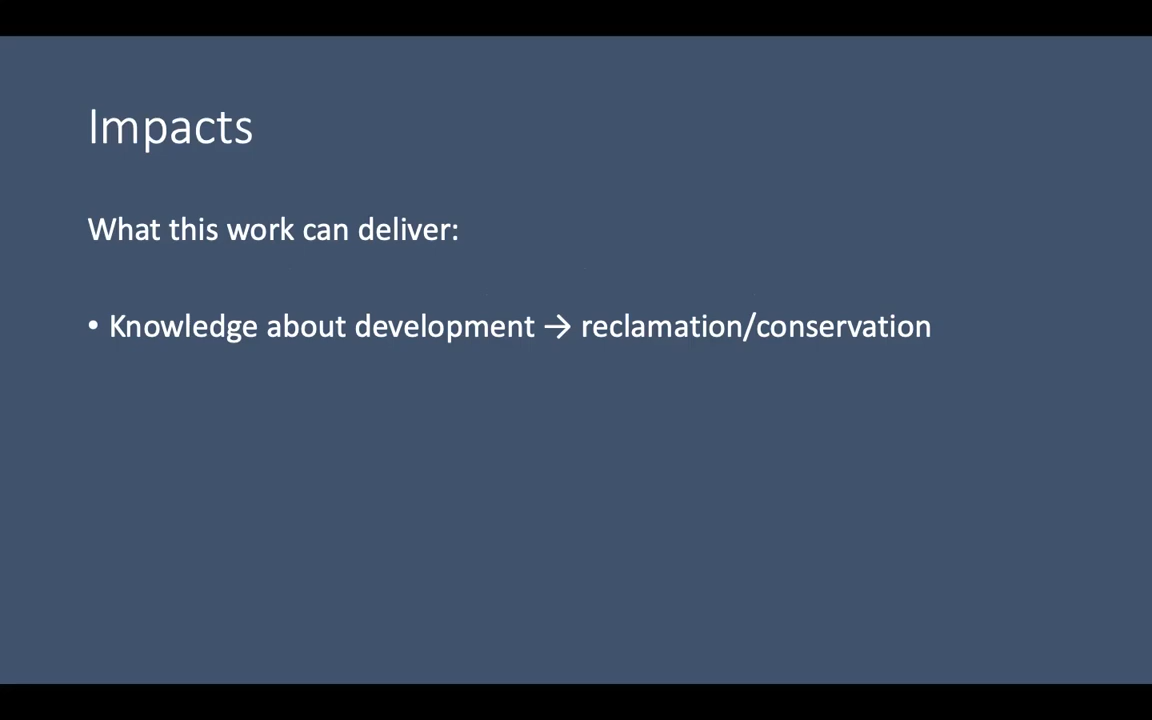 Impacts
What this work can deliver:
• Knowledge about development → reclamation/conservation